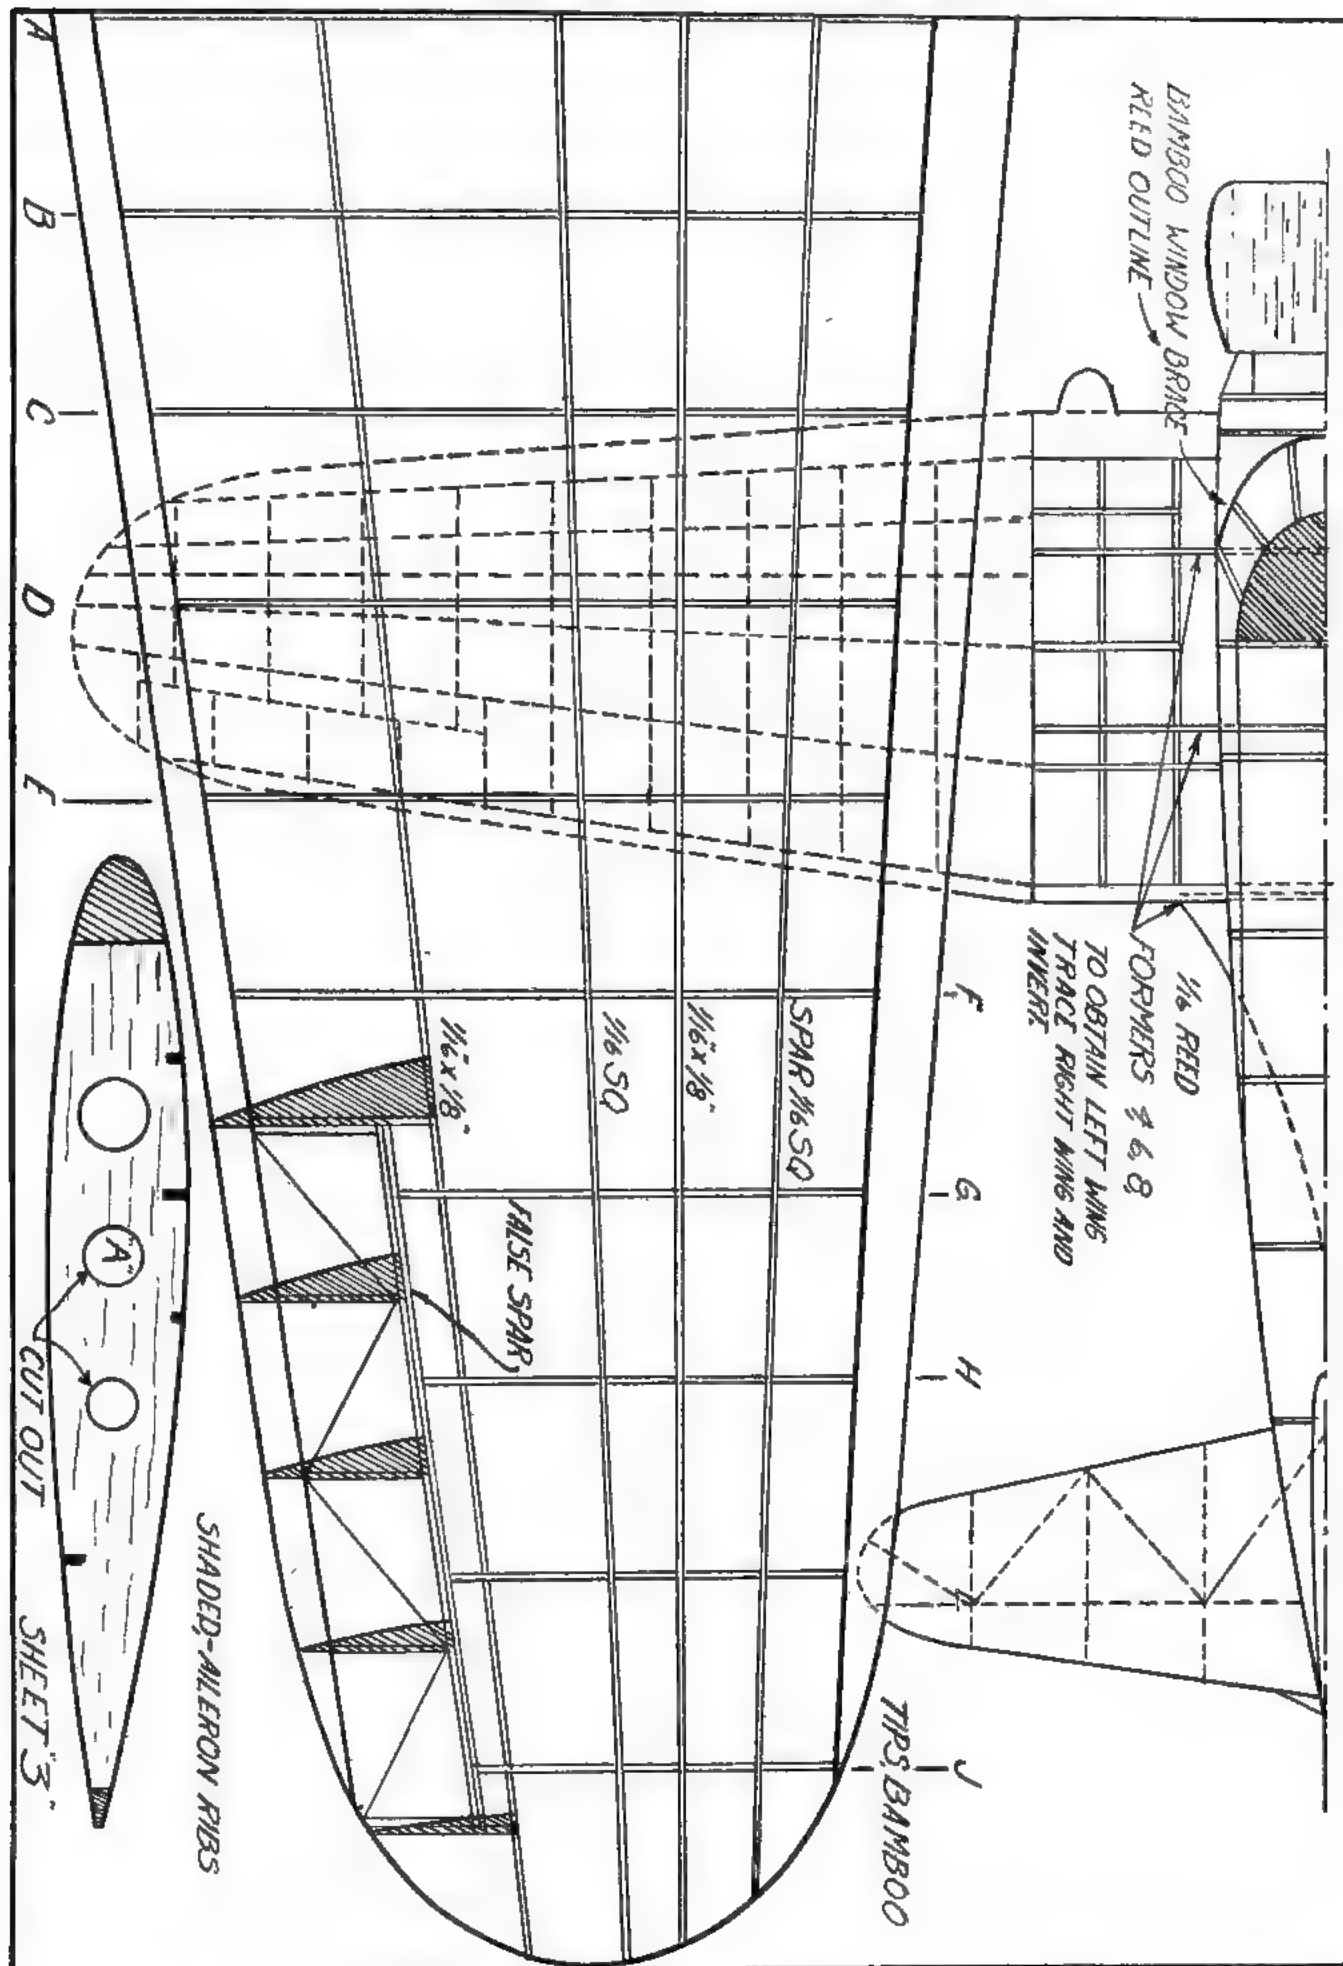 BAMBOO WINDOW BRACE
REED OUTLINE
1/16 REED
FORMERS
TO OBTAIN LEFT WING
TRACE RIGHT WING AND
INVERT.
A
B
C
D
E
F
G
H
J
SPAR 1/16 SQ
1/16" x 1/8"
1/16 SQ
1/16" x 1/8"
FALSE SPAR
TIPS, BAMBOO
SHADED,-AILERON RIBS
"A"
CUT OUT
SHEET "3"